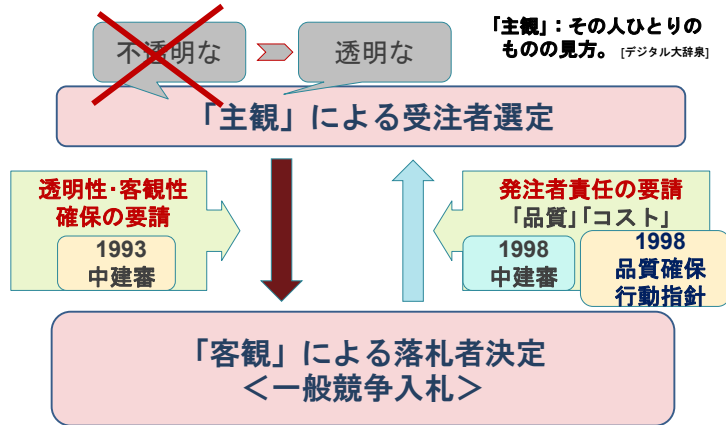 不透明な
透明な
「主観」：その人ひとりの
ものの見方。 [デジタル大辞泉]
「主観」による受注者選定
透明性・客観性
確保の要請
1993
中建審
発注者責任の要請
「品質」「コスト」
1998
中建審
1998
品質確保
行動指針
「客観」による落札者決定
＜一般競争入札＞